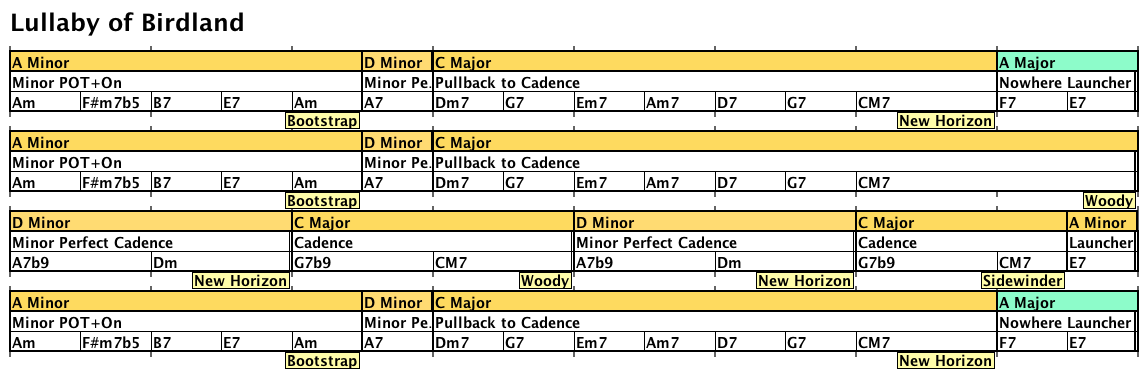 Lullaby of Birdland
A Minor D Minor C Major A Major
Minor POT+On Minor Pe. Pullback to Cadence Nowhere Launcher
Am F#m7b5 B7 E7 Am A7 Dm7 G7 Em7 Am7 D7 G7 CM7 F7 E7
Bootstrap New Horizon
A Minor D Minor C Major
Minor POT+On Minor Pe. Pullback to Cadence
Am F#m7b5 B7 E7 Am A7 Dm7 G7 Em7 Am7 D7 G7 CM7
Bootstrap Woody
D Minor C Major D Minor C Major A Minor
Minor Perfect Cadence Cadence Minor Perfect Cadence Cadence Launcher
A7b9 Dm G7b9 CM7 A7b9 Dm G7b9 CM7 E7
New Horizon Woody New Horizon Sidewinder
A Minor D Minor C Major A Major
Minor POT+On Minor Pe. Pullback to Cadence Nowhere Launcher
Am F#m7b5 B7 E7 Am A7 Dm7 G7 Em7 Am7 D7 G7 CM7 F7 E7
Bootstrap New Horizon